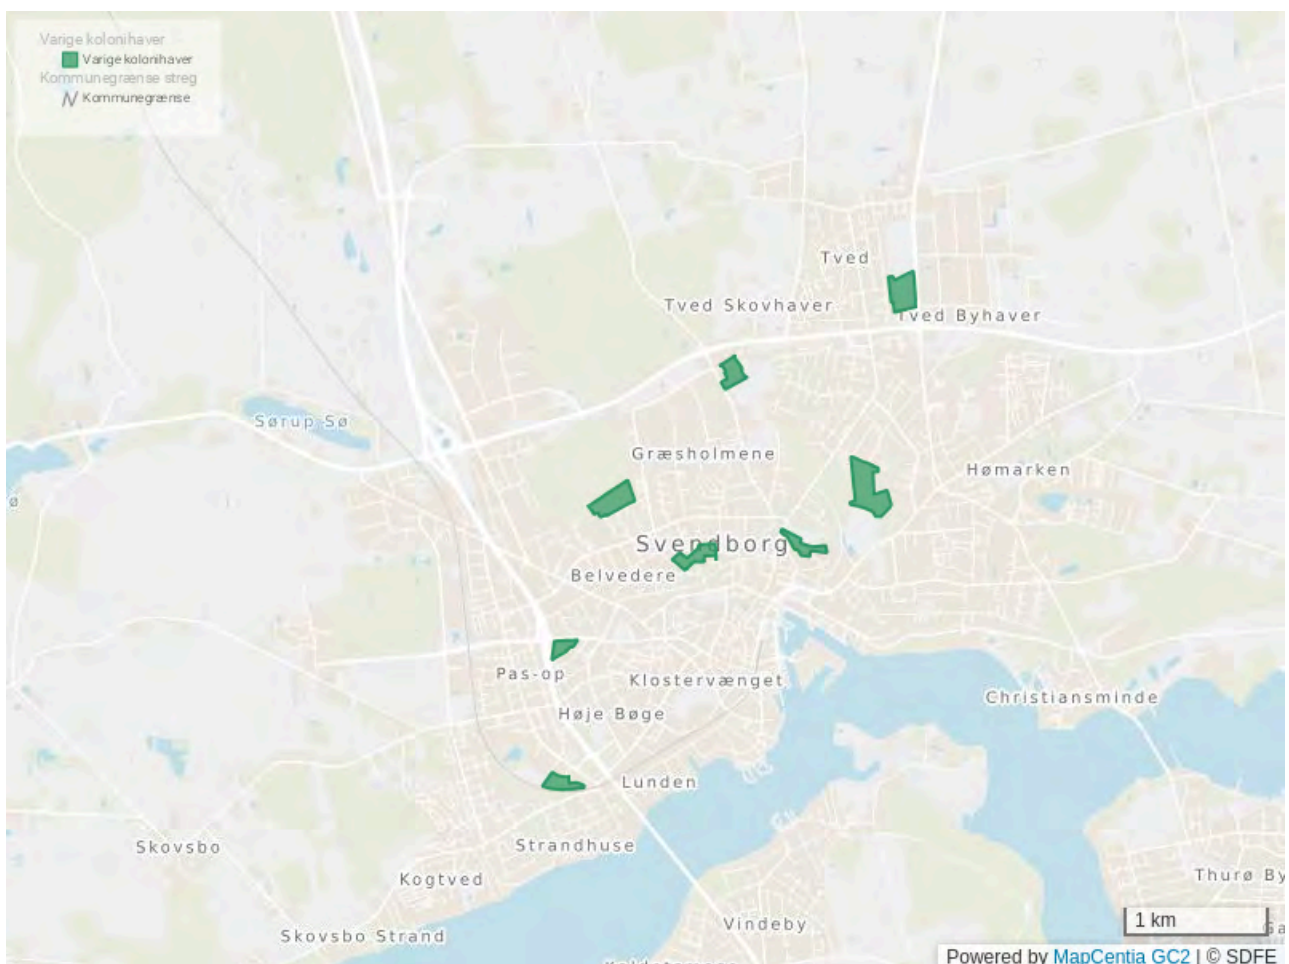 Varige kolonihaver
Varige kolonihaver
Kommunegrænse streg
Kommunegrænse
Tved
Tved Skovhaver
Tved Byhaver
Sørup Sø
Græsholmene
Hømarken
ø
Svendborg
Belvedere
Pas-op
Klostervænget
Christiansminde
Høje Bøge
Lunden
Skovsbo
Strandhuse
Kogtved
Thurø By
Vindeby
1 km
Skovsbo Strand
Powered by MapCentia GC2 | © SDFE